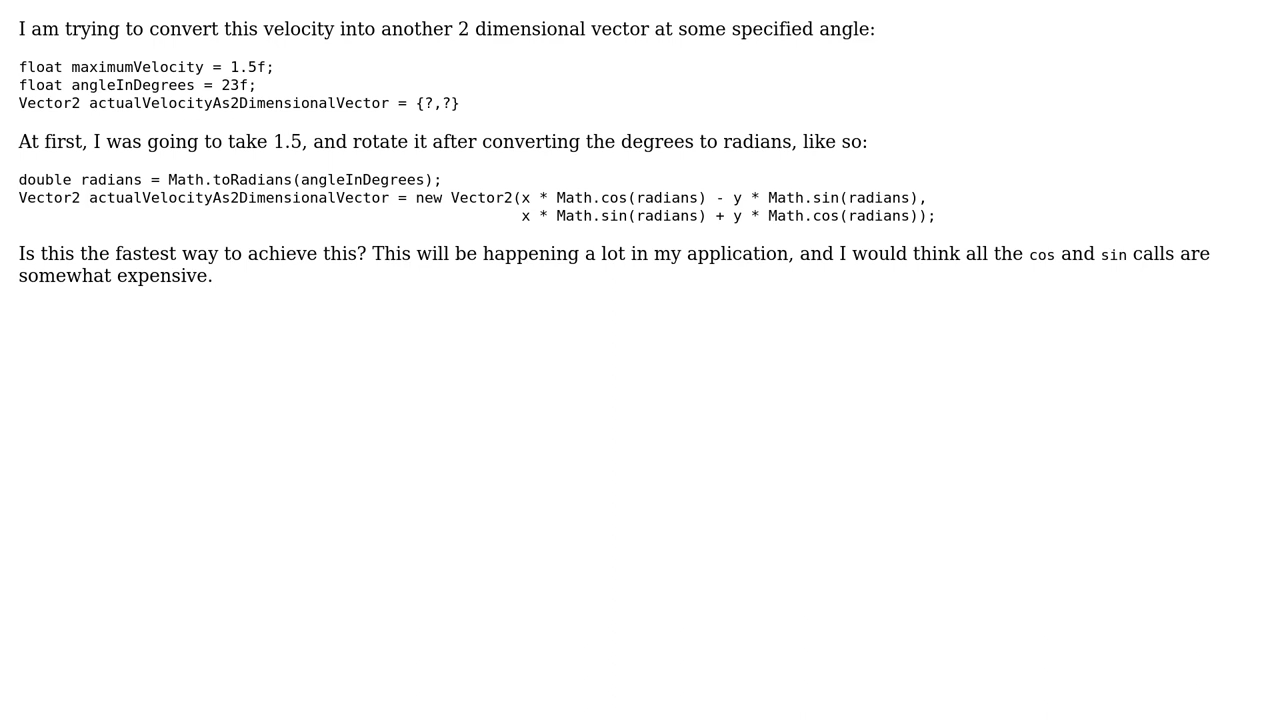 I am trying to convert this velocity into another 2 dimensional vector at some specified angle:
float maximumVelocity = 1.5f;
float angleInDegrees = 23f;
Vector2 actualVelocityAs2DimensionalVector = {?,?}
At first, I was going to take 1.5, and rotate it after converting the degrees to radians, like so:
double radians = Math.toRadians(angleInDegrees);
Vector2 actualVelocityAs2DimensionalVector = new Vector2(x * Math.cos(radians) - y * Math.sin(radians),
x * Math.sin(radians) + y * Math.cos(radians));
Is this the fastest way to achieve this? This will be happening a lot in my application, and I would think all the cos and sin calls are
somewhat expensive.